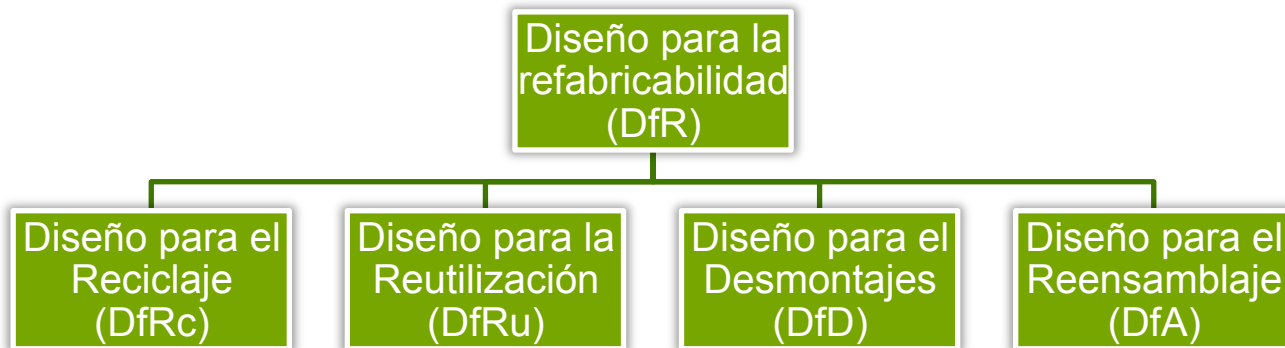 Diseño para la
refabricabilidad
(DfR)
Diseño para el
Reciclaje
(DfRc)
Diseño para la
Reutilización
(DfRu)
Diseño para el
Desmontajes
(DfD)
Diseño para el
Reensamblaje
(DfA)